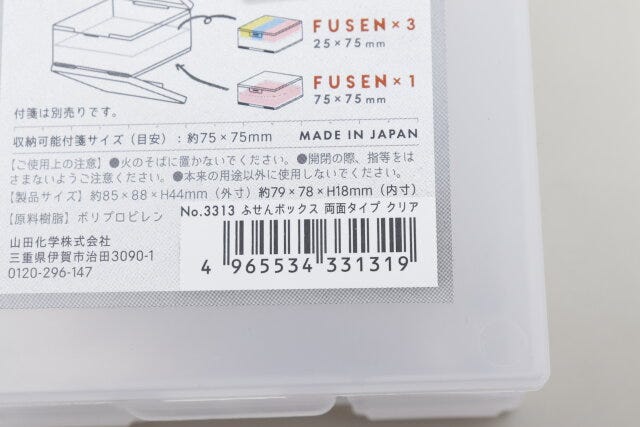 FUSEN×3
25×75mm
FUSEN×1
75×75mm
付箋は別売りです。
収納可能付箋サイズ（目安）：約75×75mm
MADE IN JAPAN
【ご使用上の注意】●火のそばに置かないでください。●開閉の際、指等をは
さまないようご注意ください。●本来の用途以外に使用しないでください。
【製品サイズ】約85×88×H44mm（外寸）約79×78×H18mm（内寸）
【原料樹脂】ポリプロピレン
No.3313 ふせんボックス 両面タイプ クリア
山田化学株式会社
三重県伊賀市治田3090-1
0120-296-147
4 965534 331319